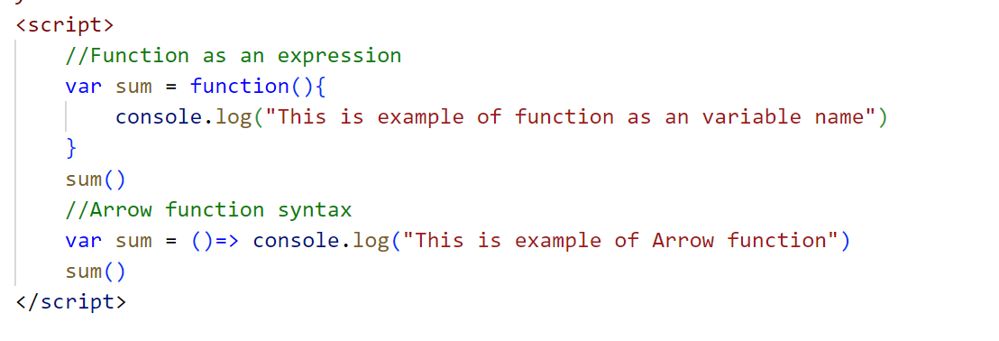 <script>
//Function as an expression
var sum = function(){
console.log("This is example of function as an variable name")
}
sum()
//Arrow function syntax
var sum = ()=> console.log("This is example of Arrow function")
sum()
</script>